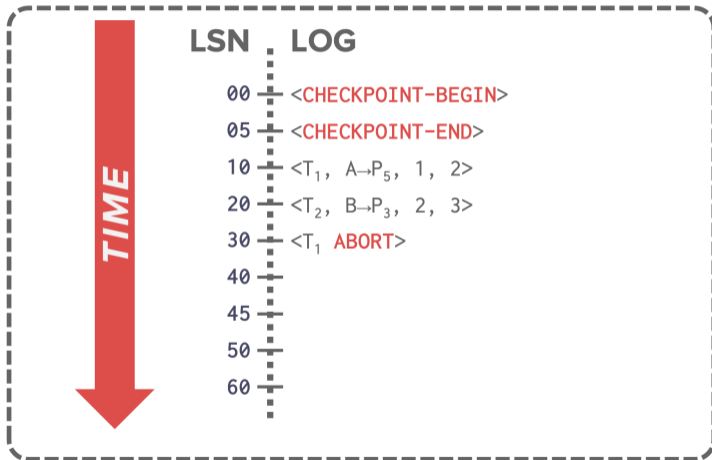 LSN LOG
00 <CHECKPOINT-BEGIN>
05 <CHECKPOINT-END>
10 <T₁, A→P₅, 1, 2>
20 <T₂, B→P₃, 2, 3>
30 <T₁ ABORT>
40
45
50
60
TIME